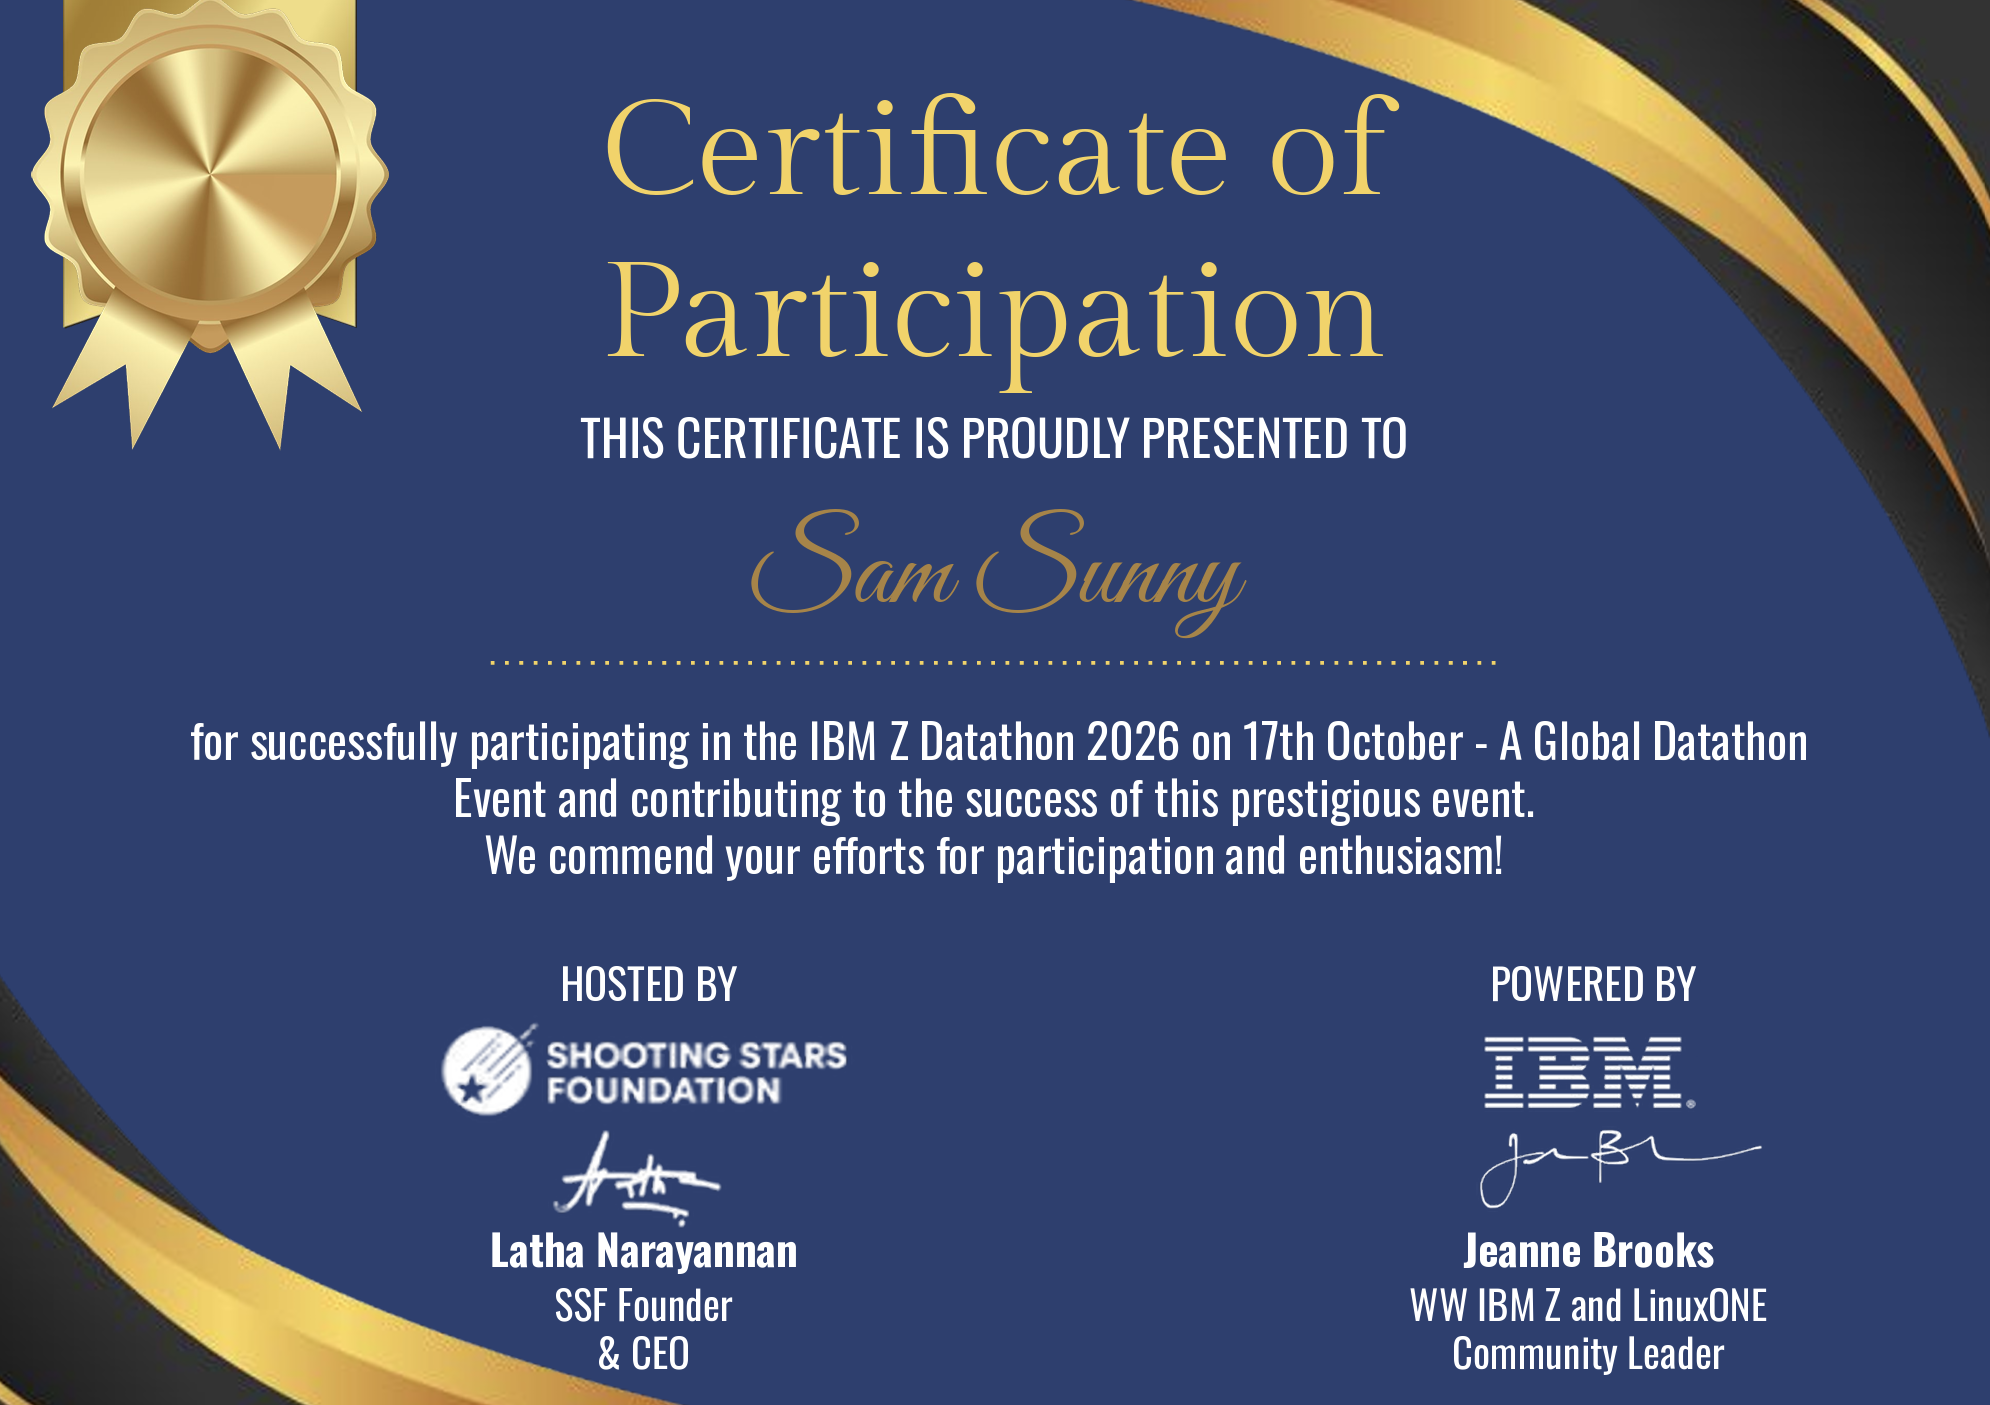 Certificate of
Participation
THIS CERTIFICATE IS PROUDLY PRESENTED TO
Sam Sunny
for successfully participating in the IBM Z Datathon 2026 on 17th October - A Global Datathon
Event and contributing to the success of this prestigious event.
We commend your efforts for participation and enthusiasm!
HOSTED BY
SHOOTING STARS
FOUNDATION
Latha Narayannan
SSF Founder
& CEO
POWERED BY
IBM®
Jeanne Brooks
WW IBM Z and LinuxONE
Community Leader